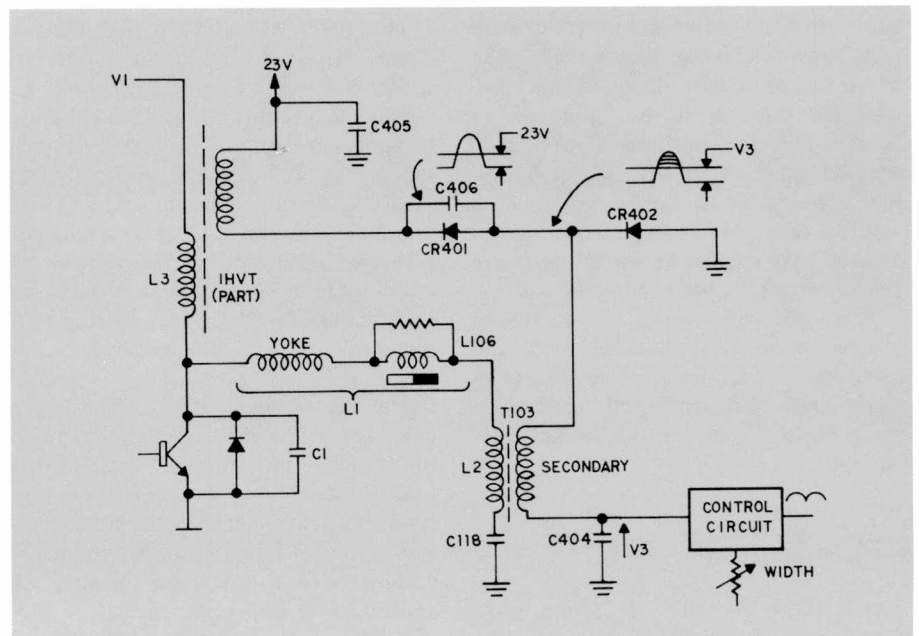 V1
23V
C405
23V
V3
C406
CR401
CR402
L3
IHVT
(PART)
YOKE
L106
L1
C1
T103
L2
SECONDARY
C118
C404
V3
CONTROL
CIRCUIT
WIDTH